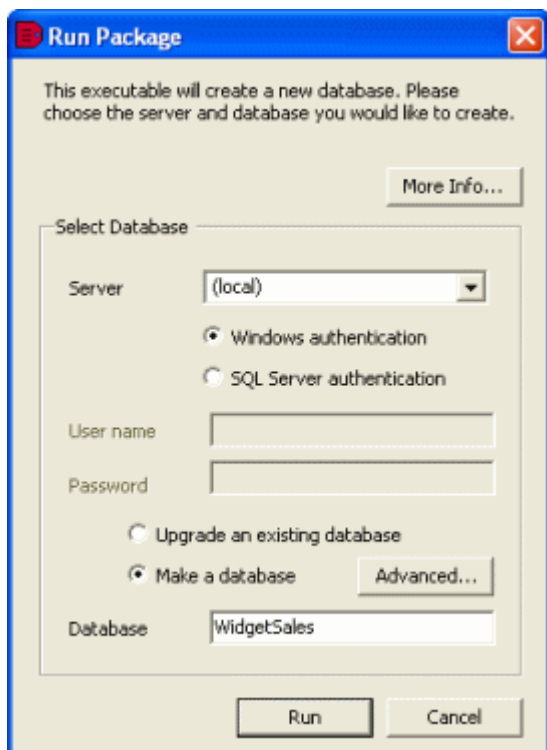 Run Package
This executable will create a new database. Please
choose the server and database you would like to create.
More Info...
Select Database
Server
(local)
Windows authentication
SQL Server authentication
User name
Password
Upgrade an existing database
Make a database
Advanced...
Database
WidgetSales
Run
Cancel